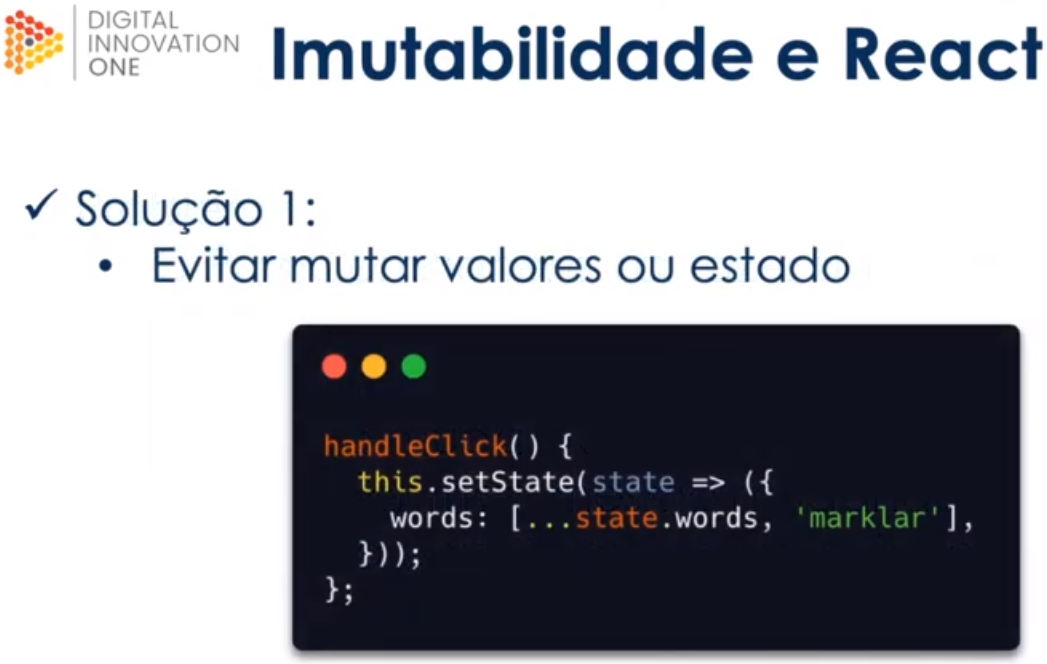 DIGITAL
INNOVATION
ONE
Imutabilidade e React
✓ Solução 1:
• Evitar mutar valores ou estado
handleClick() {
  this.setState(state => ({
    words: [...state.words, 'marklar'],
  }));
};